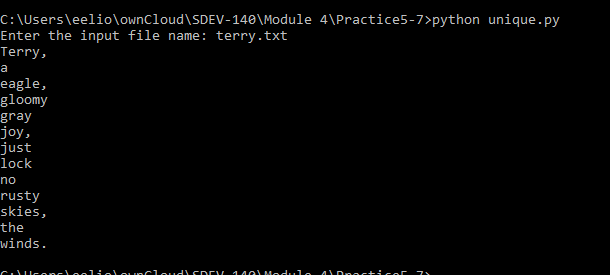 C:\Users\eelio\ownCloud\SDEV-140\Module 4\Practice5-7>python unique.py
Enter the input file name: terry.txt
Terry,
a
eagle,
gloomy
gray
joy,
just
lock
no
rusty
skies,
the
winds.
C:\Users\eelio\ownCloud\SDEV-140\Module 4\Practice5-7>